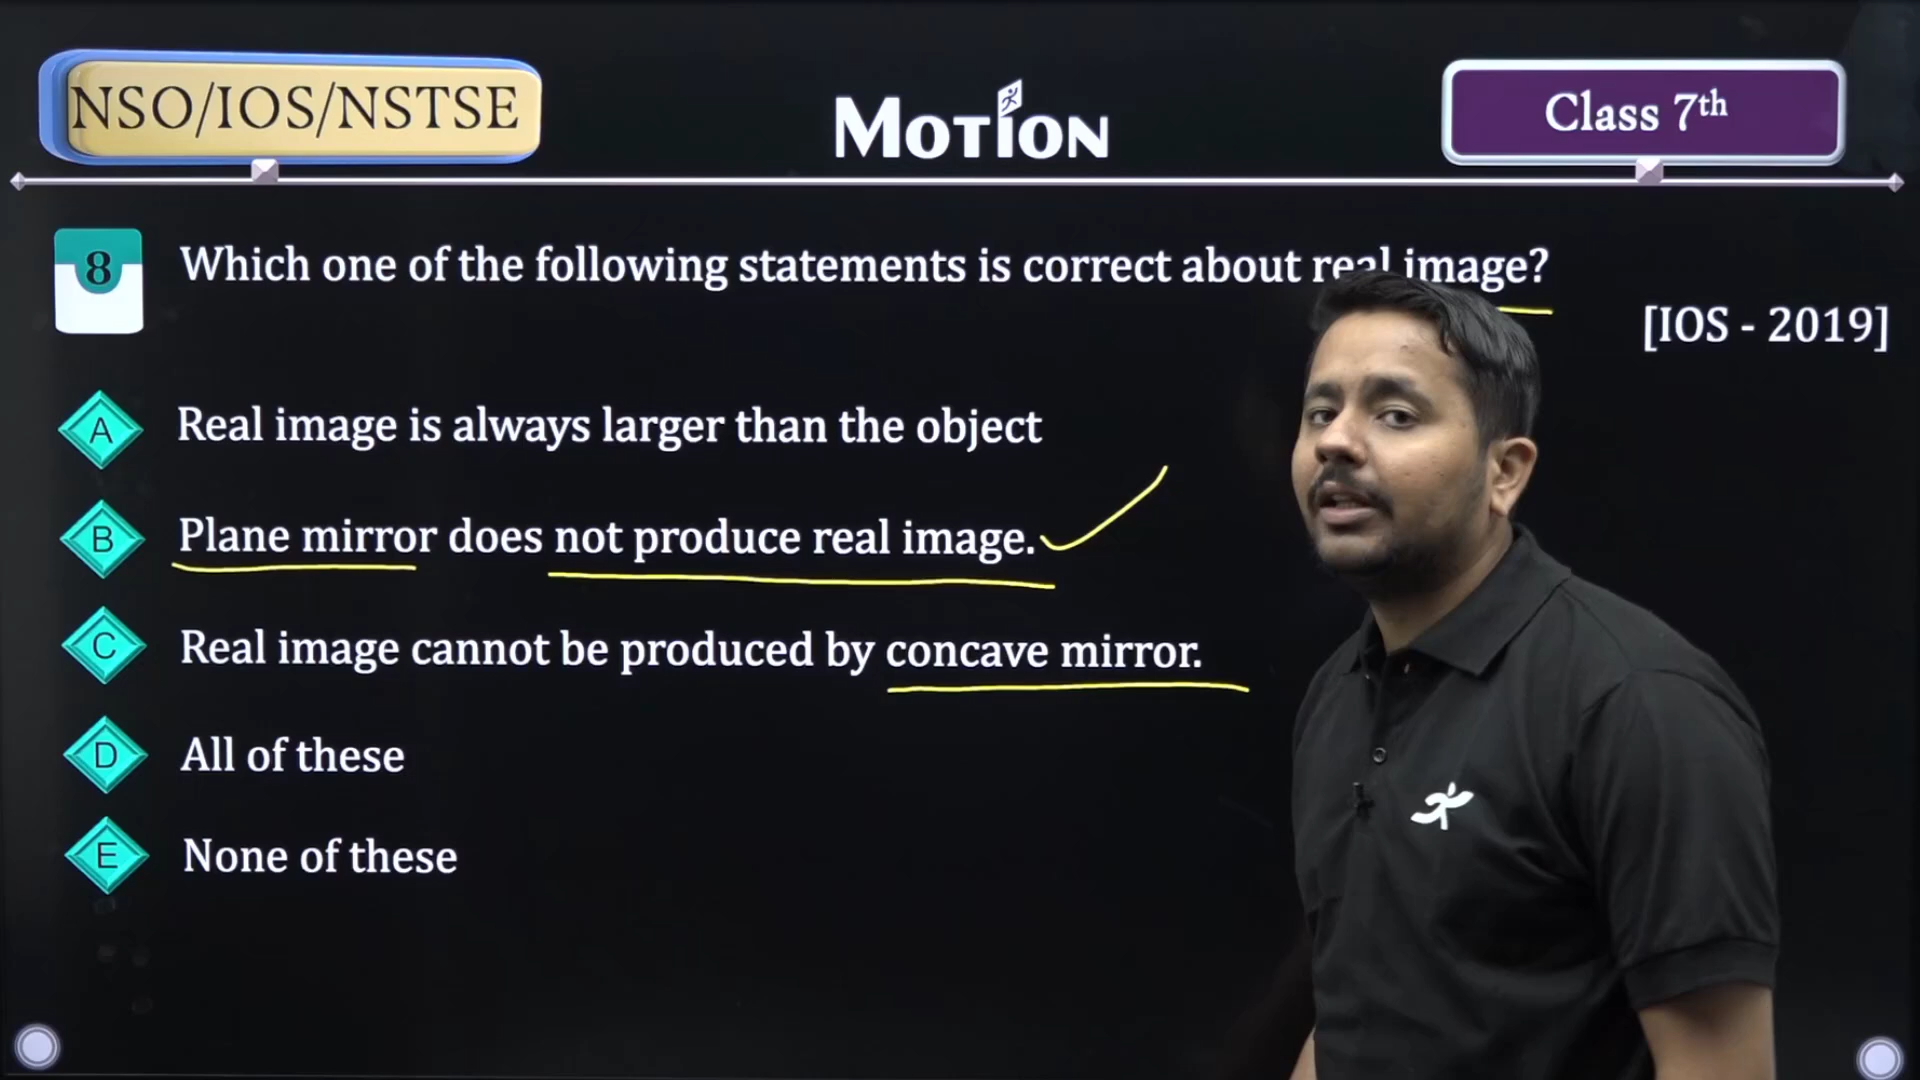 NSO/IOS/NSTSE
MOTION
Class 7th
8
Which one of the following statements is correct about real image?
[IOS - 2019]
A Real image is always larger than the object
B Plane mirror does not produce real image.
C Real image cannot be produced by concave mirror.
D All of these
E None of these